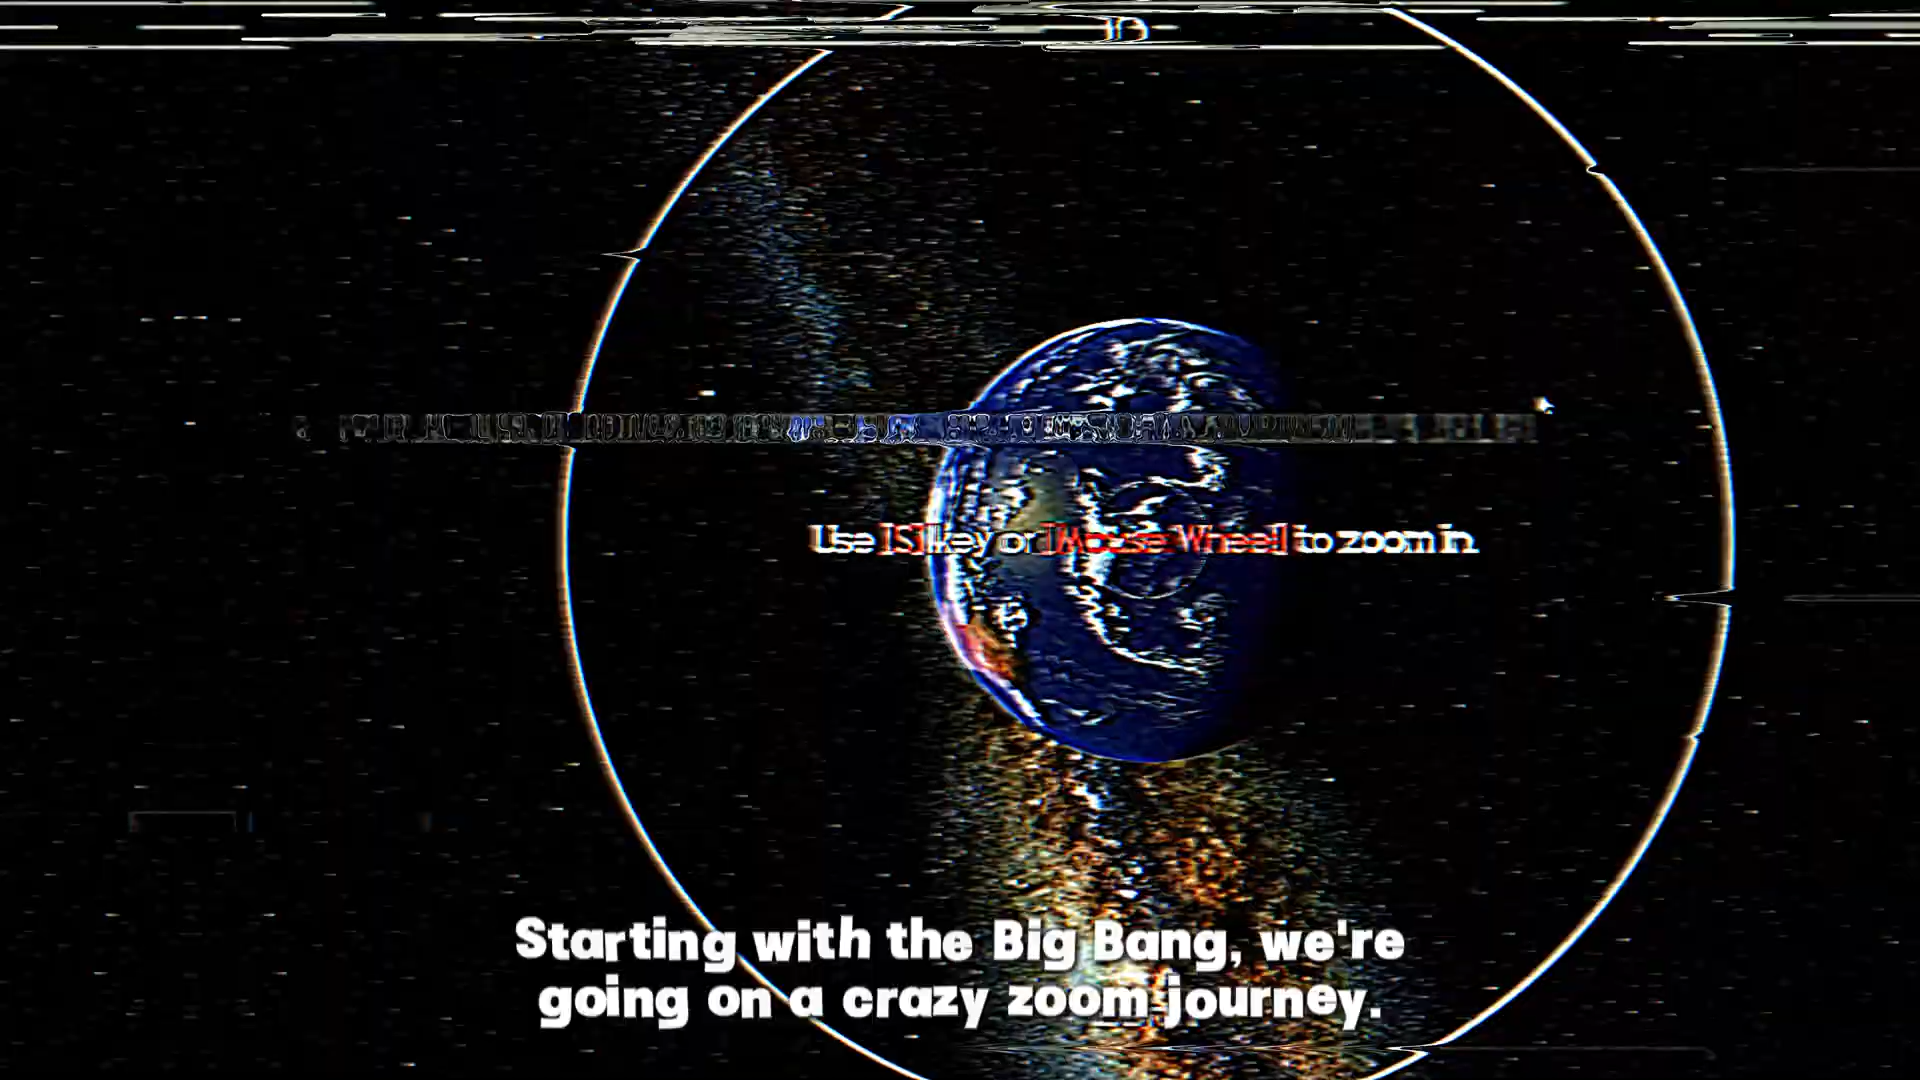 Use [S] key or [Mouse Wheel] to zoom in.
Starting with the Big Bang, we're
going on a crazy zoom journey.